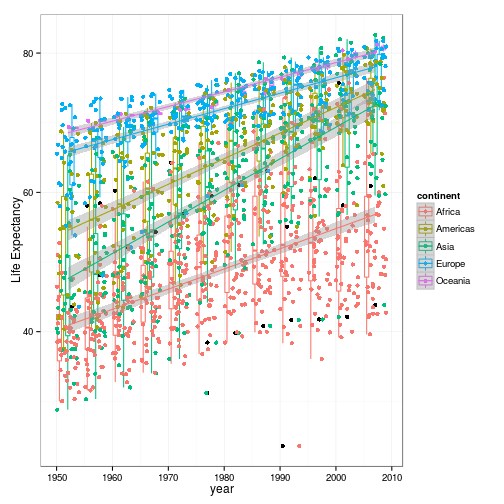 80
60
40
Life Expectancy
1950 1960 1970 1980 1990 2000 2010
year
continent
Africa
Americas
Asia
Europe
Oceania